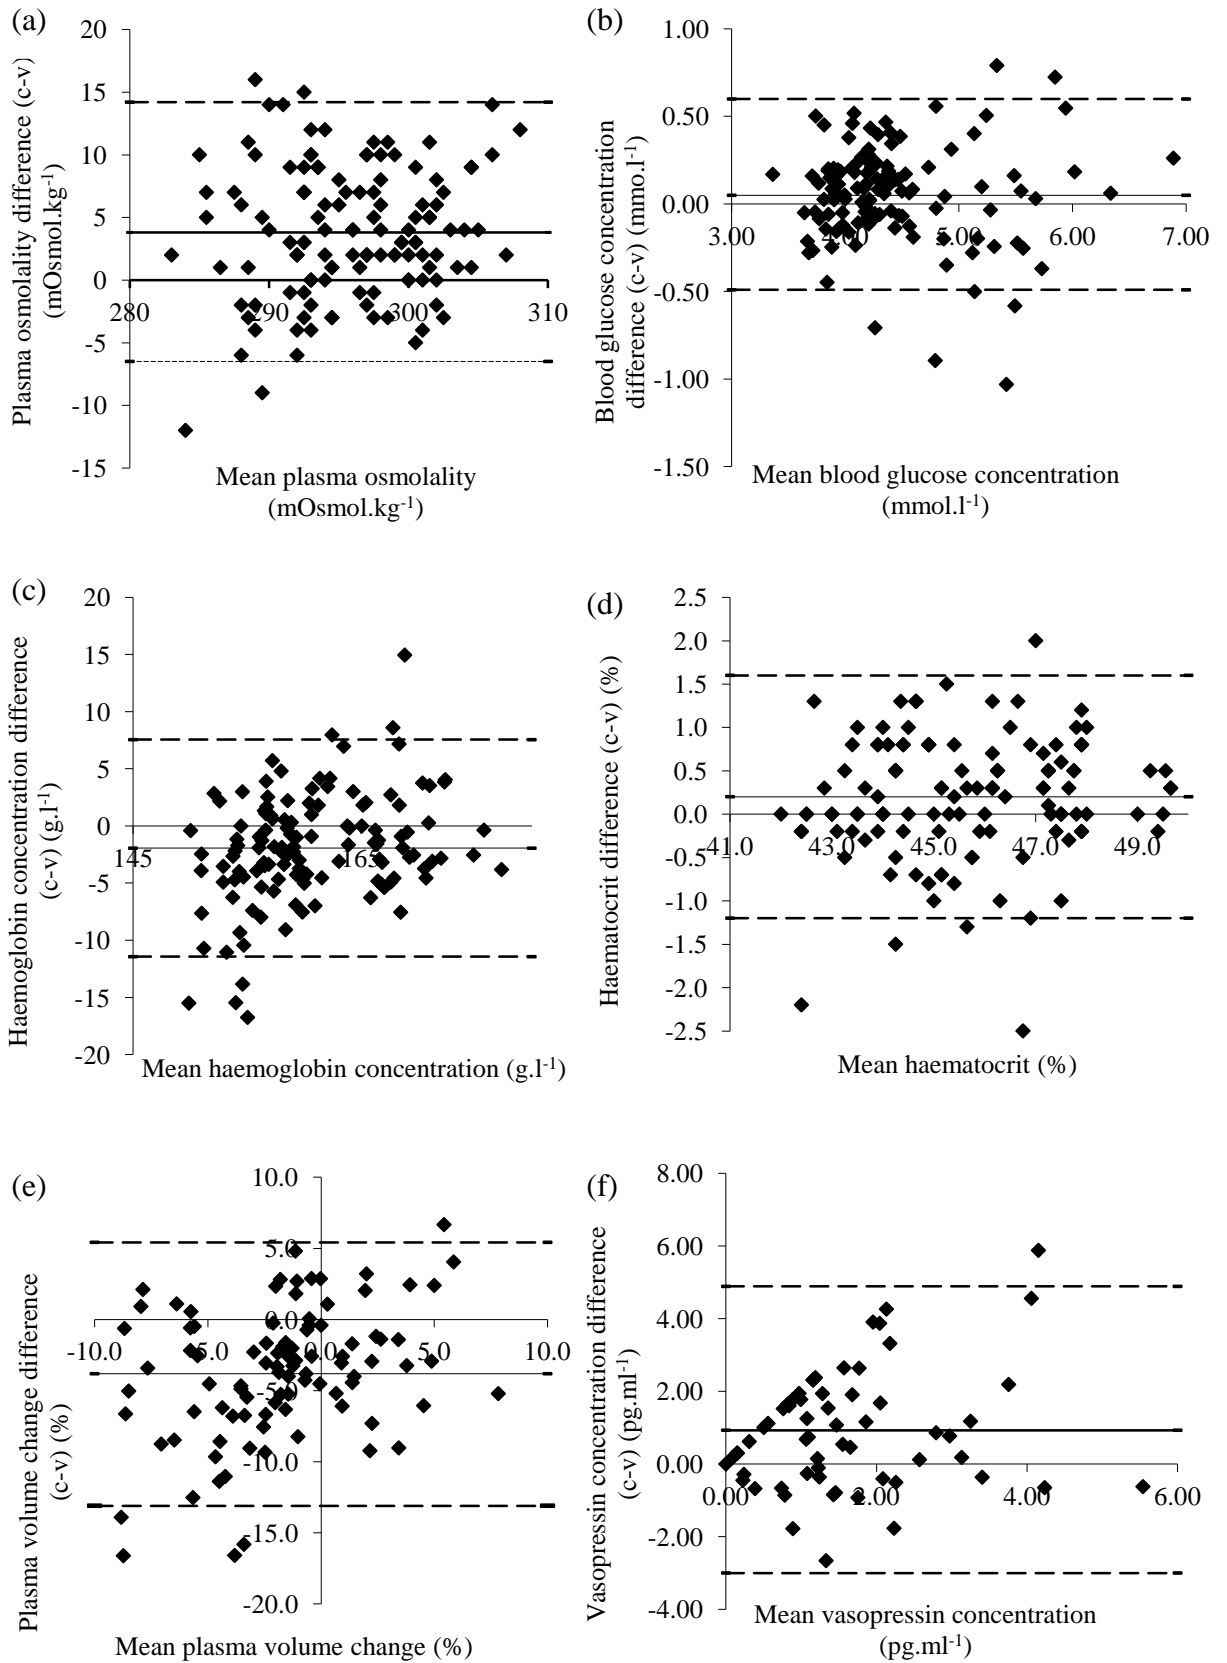 (a)
20
15
10
5
0
-5
-10
-15
280
290
300
310
Plasma osmolality difference (c-v)
(mOsmol.kg⁻¹)
Mean plasma osmolality
(mOsmol.kg⁻¹)
(b)
1.00
0.50
0.00
-0.50
-1.00
-1.50
3.00
4.00
5.00
6.00
7.00
Blood glucose concentration
difference (c-v) (mmo.l⁻¹)
Mean blood glucose concentration
(mmol.l⁻¹)
(c)
20
15
10
5
0
-5
-10
-15
-20
145
165
Haemoglobin concentration difference
(c-v) (g.l⁻¹)
Mean haemoglobin concentration (g.l⁻¹)
(d)
2.5
2.0
1.5
1.0
0.5
0.0
-0.5
-1.0
-1.5
-2.0
-2.5
41.0
43.0
45.0
47.0
49.0
Haematocrit difference (c-v) (%)
Mean haematocrit (%)
(e)
10.0
5.0
0.0
-5.0
-10.0
-15.0
-20.0
-10.0
-5.0
0.0
5.0
10.0
Plasma volume change difference
(c-v) (%)
Mean plasma volume change (%)
(f)
8.00
6.00
4.00
2.00
0.00
-2.00
-4.00
0.00
2.00
4.00
6.00
Vasopressin concentration difference
(c-v) (pg.ml⁻¹)
Mean vasopressin concentration
(pg.ml⁻¹)